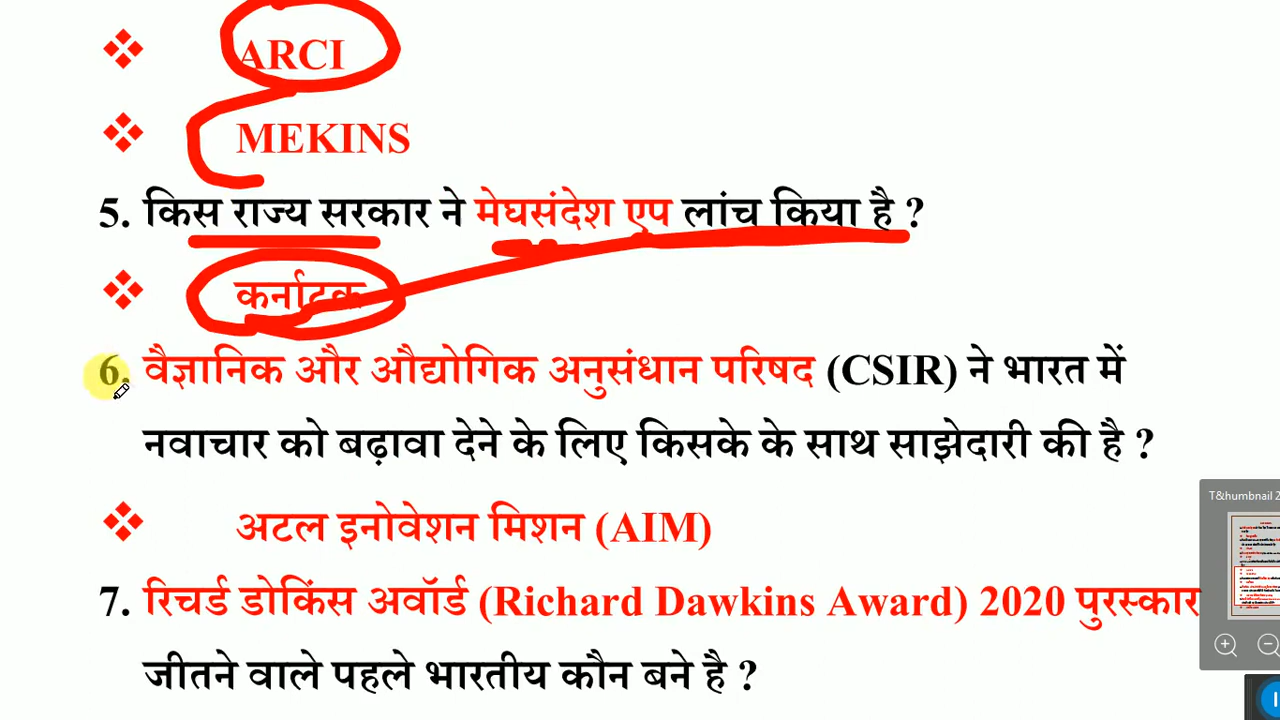 ❖ ARCI
❖ MEKINS
5. किस राज्य सरकार ने मेघसंदेश एप लांच किया है ?
❖ कर्नाटक
6. वैज्ञानिक और औद्योगिक अनुसंधान परिषद (CSIR) ने भारत में
नवाचार को बढ़ावा देने के लिए किसके के साथ साझेदारी की है ?
❖ अटल इनोवेशन मिशन (AIM)
7. रिचर्ड डोकिंस अवॉर्ड (Richard Dawkins Award) 2020 पुरस्कार
जीतने वाले पहले भारतीय कौन बने है ?
T&humbnail 2